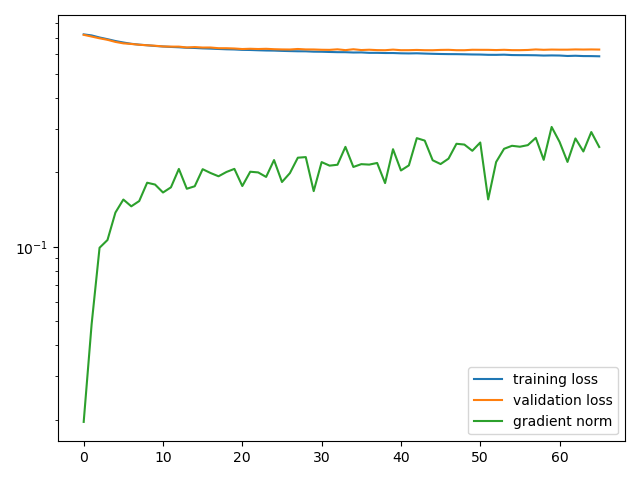 10⁻¹
0 10 20 30 40 50 60
training loss
validation loss
gradient norm